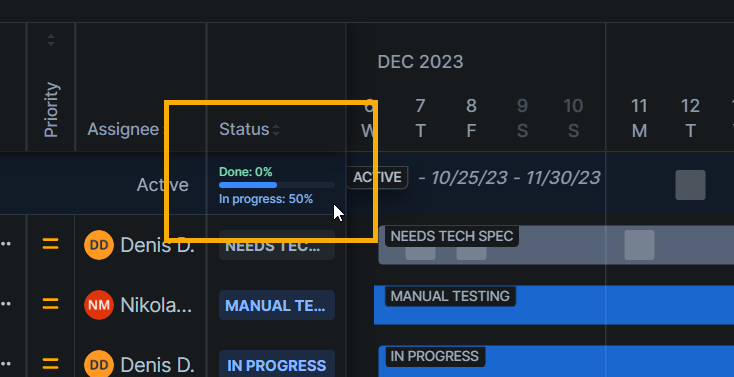 DEC 2023
Priority
Assignee
Status
6 7 8 9 10 11 12
W T F S S M T
Active
Done: 0%
In progress: 50%
ACTIVE - 10/25/23 - 11/30/23
DD Denis D. NEEDS TEC... NEEDS TECH SPEC
NM Nikola... MANUAL TE... MANUAL TESTING
DD Denis D. IN PROGRESS IN PROGRESS